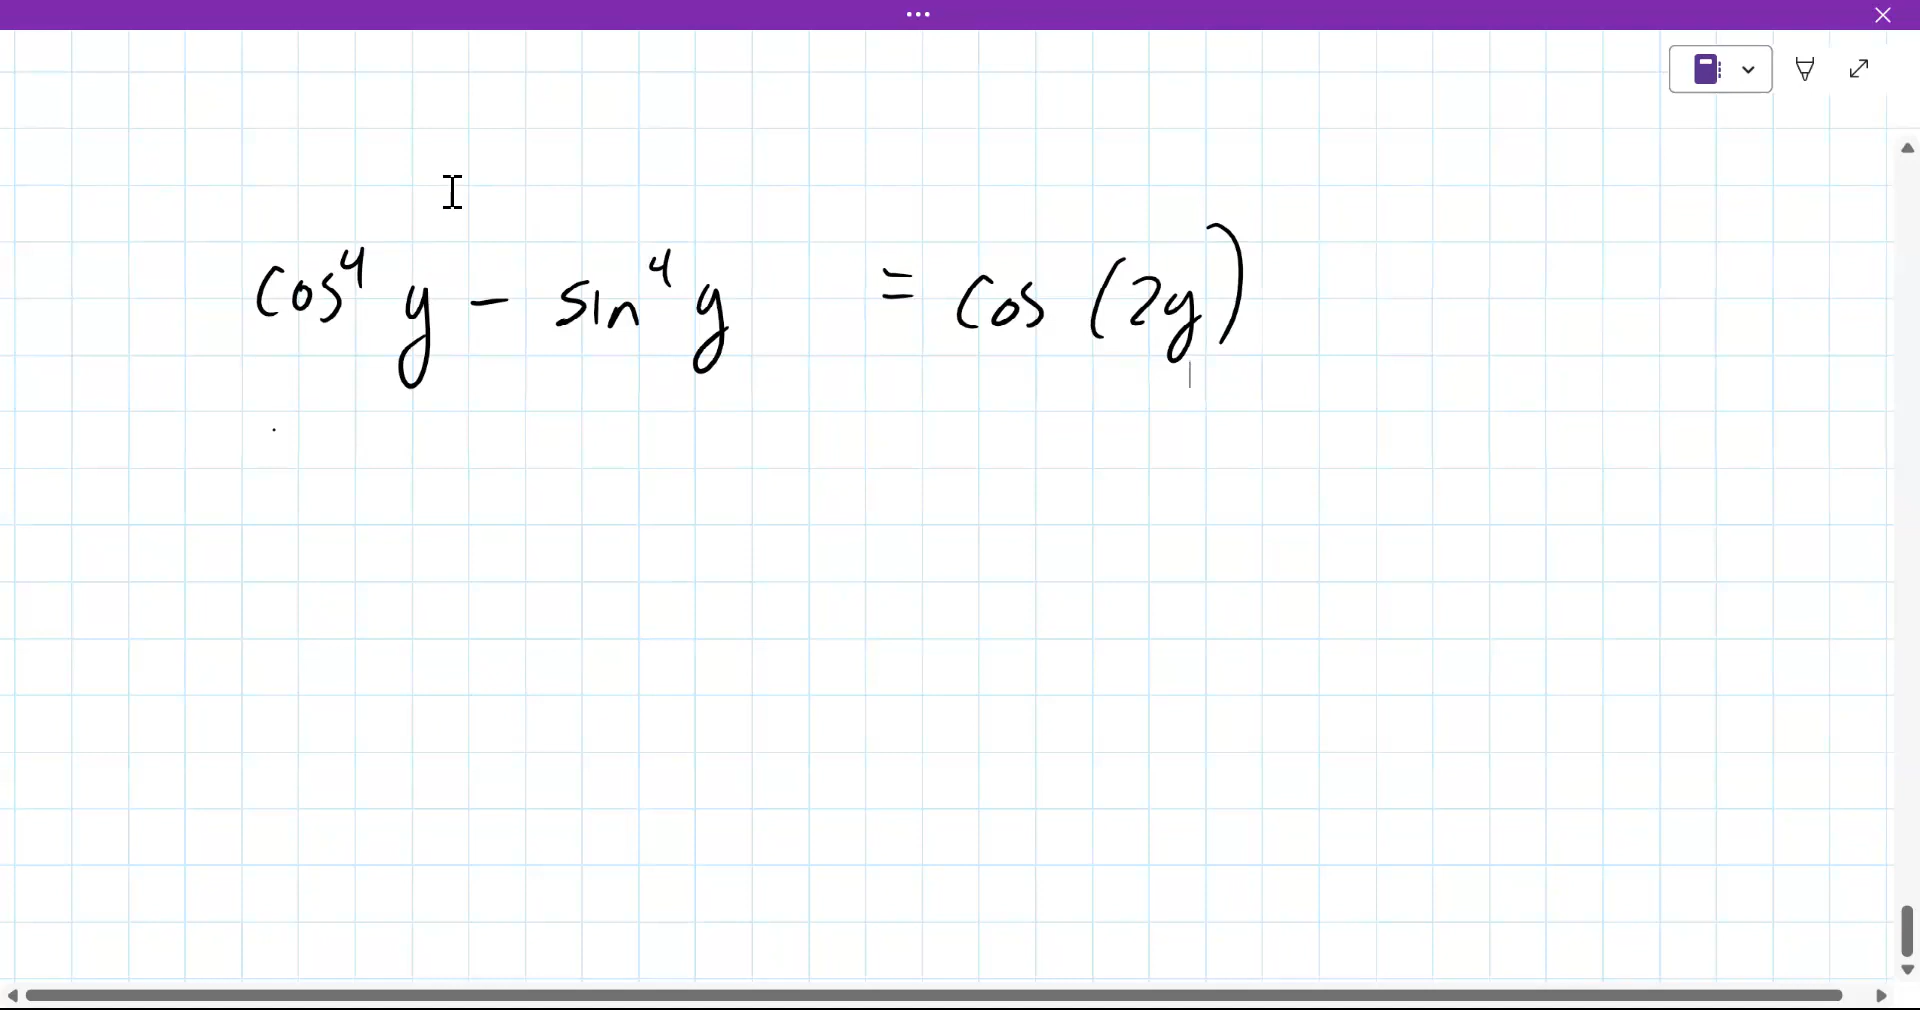 cos⁴ y − sin⁴ y = cos (2y)